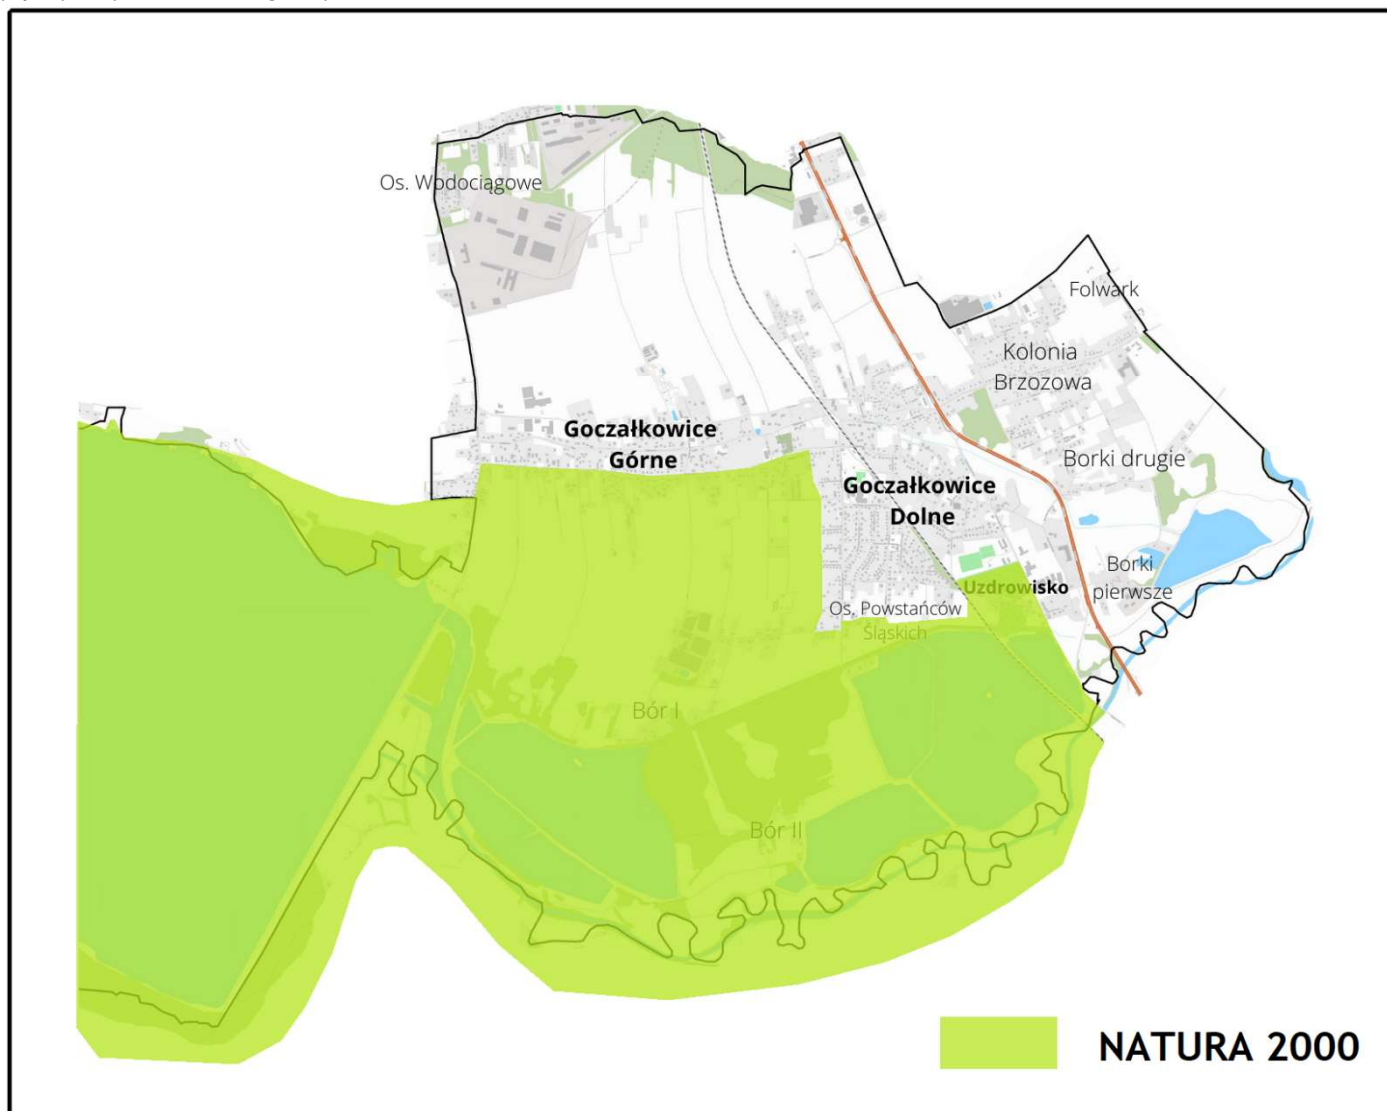 Os. Wodociągowe
Folwark
Kolonia
Brzozowa
Goczałkowice
Górne
Borki drugie
Goczałkowice
Dolne
Borki
pierwsze
Uzdrowisko
Os. Powstańców
Śląskich
Bór I
Bór II
NATURA 2000